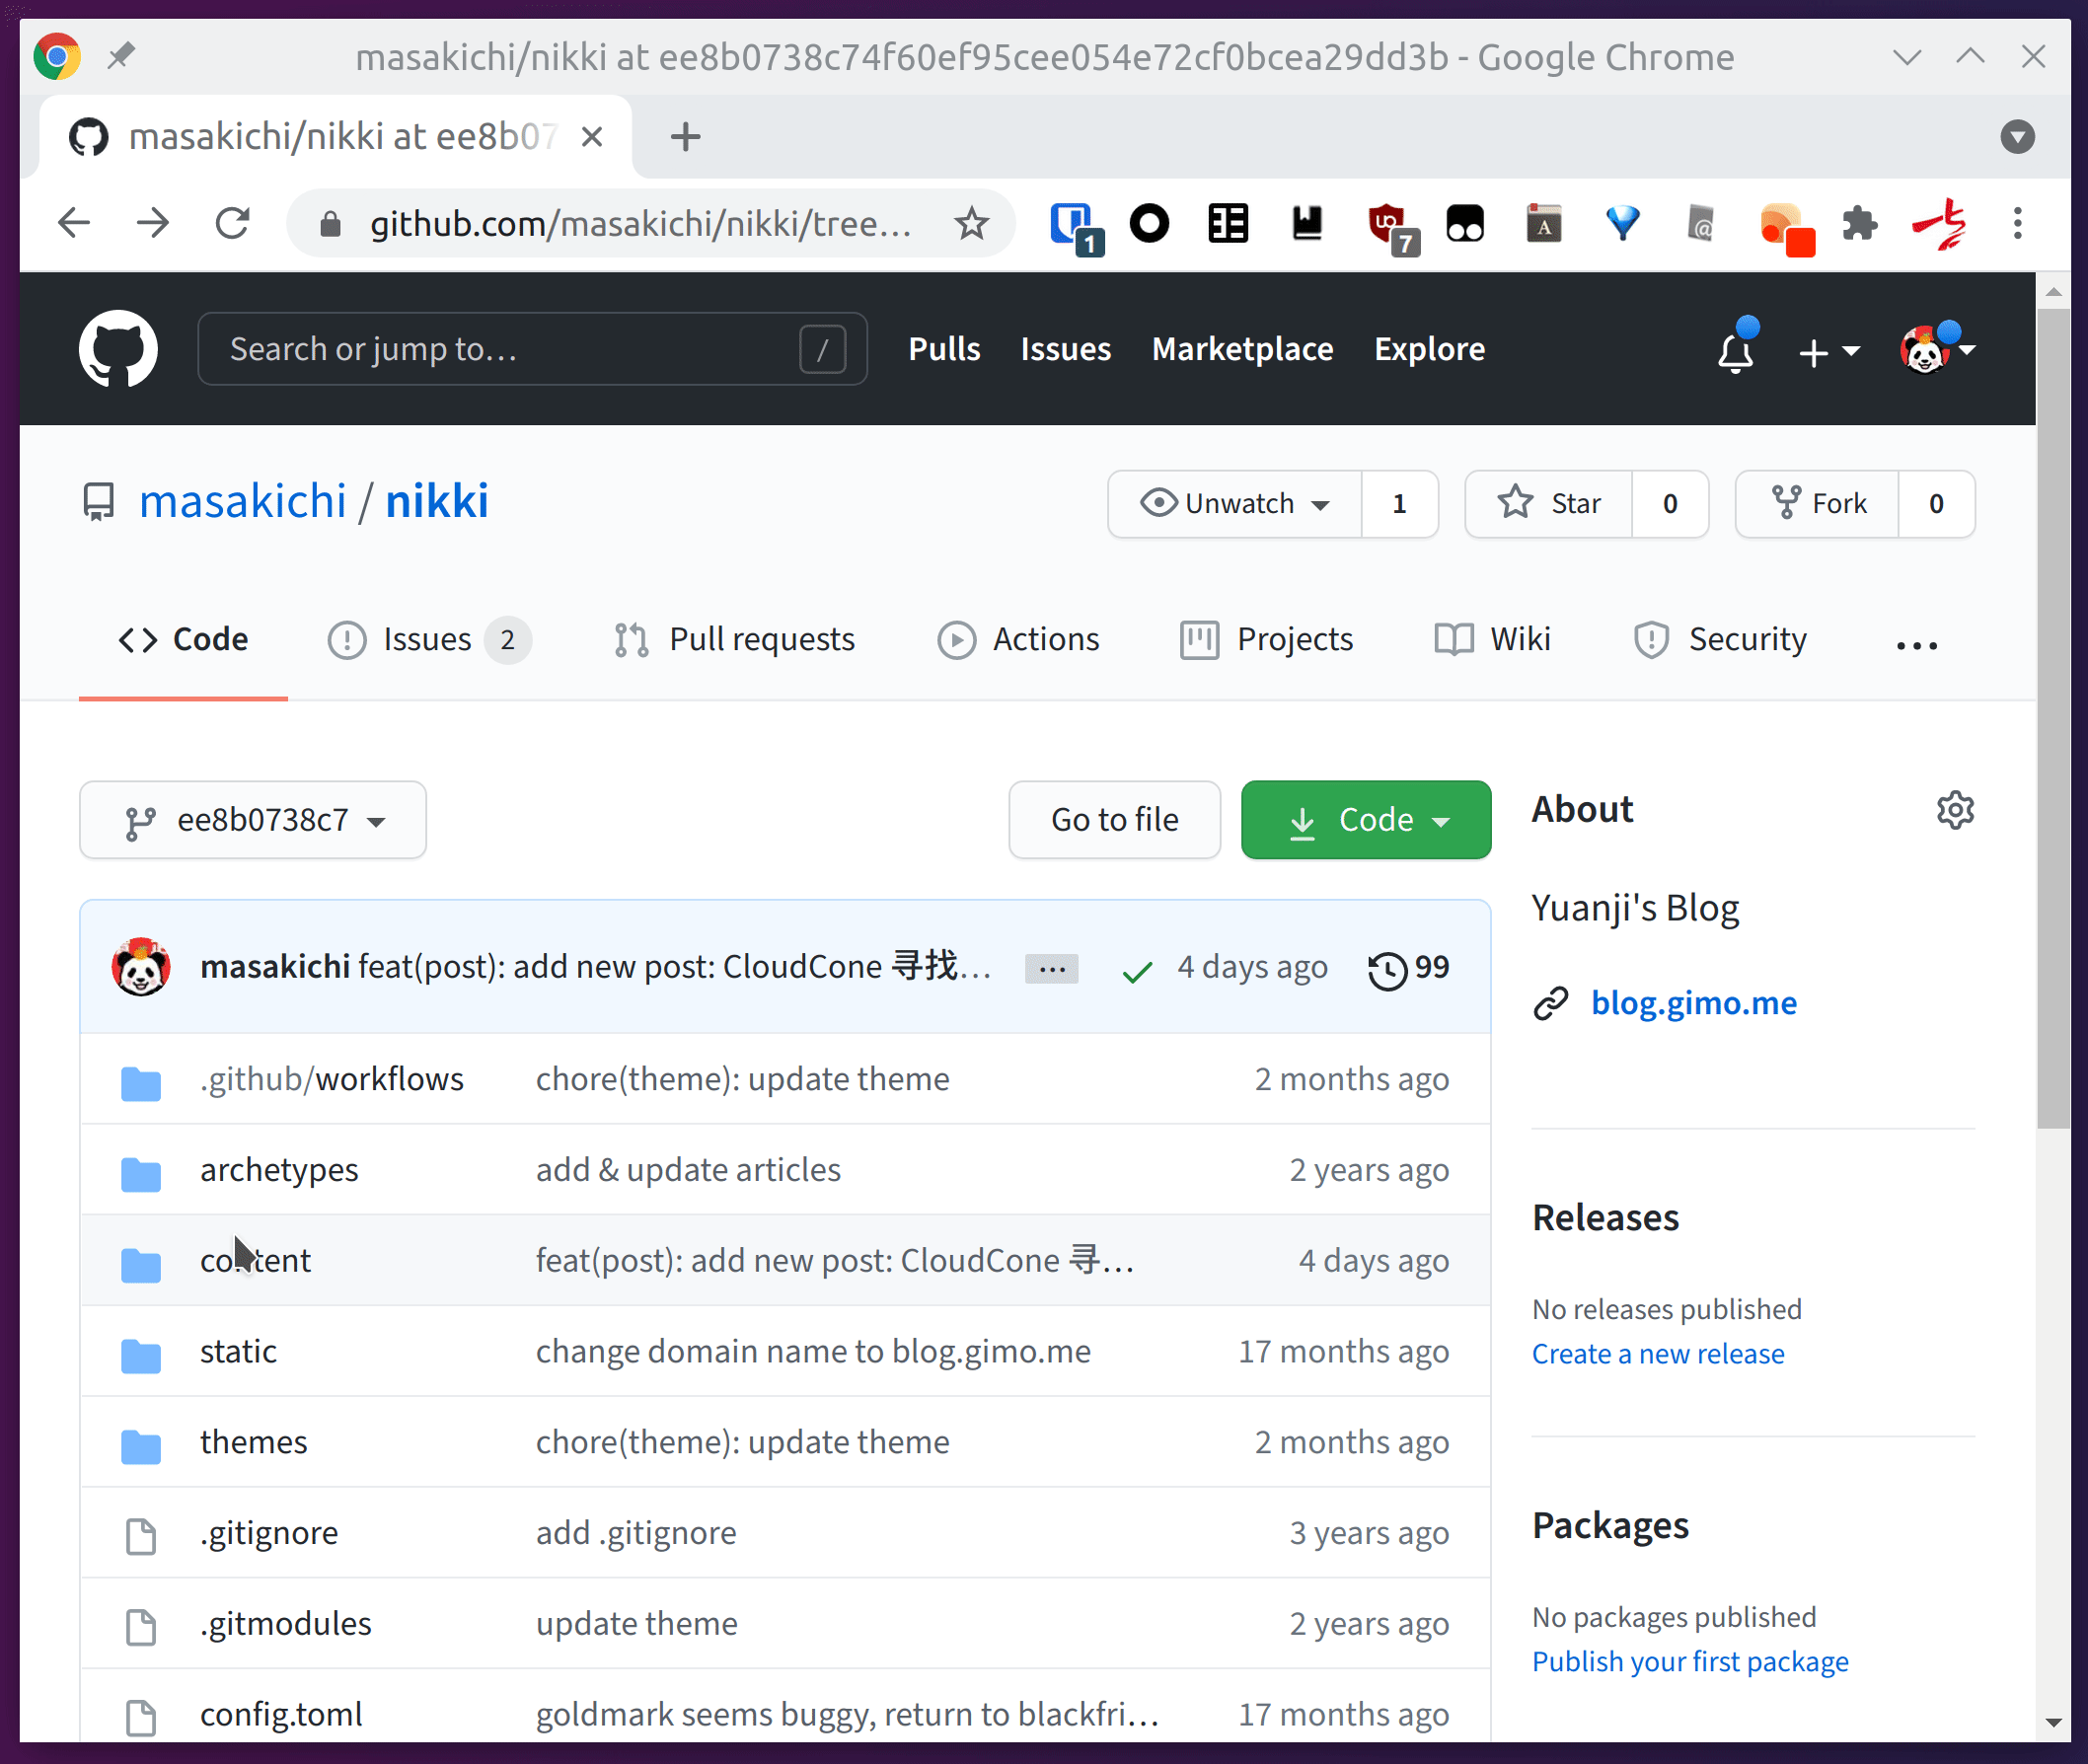 masakichi/nikki at ee8b0738c74f60ef95cee054e72cf0bcea29dd3b - Google Chrome
masakichi/nikki at ee8b07
github.com/masakichi/nikki/tree...
1
7
Search or jump to...
/
Pulls
Issues
Marketplace
Explore
masakichi / nikki
Unwatch 1
Star 0
Fork 0
Code
Issues 2
Pull requests
Actions
Projects
Wiki
Security
ee8b0738c7
Go to file
Code
masakichi feat(post): add new post: CloudCone 寻找... 4 days ago 99
.github/workflows chore(theme): update theme 2 months ago
archetypes add & update articles 2 years ago
content feat(post): add new post: CloudCone 寻... 4 days ago
static change domain name to blog.gimo.me 17 months ago
themes chore(theme): update theme 2 months ago
.gitignore add .gitignore 3 years ago
.gitmodules update theme 2 years ago
config.toml goldmark seems buggy, return to blackfri... 17 months ago
About
Yuanji's Blog
blog.gimo.me
Releases
No releases published
Create a new release
Packages
No packages published
Publish your first package